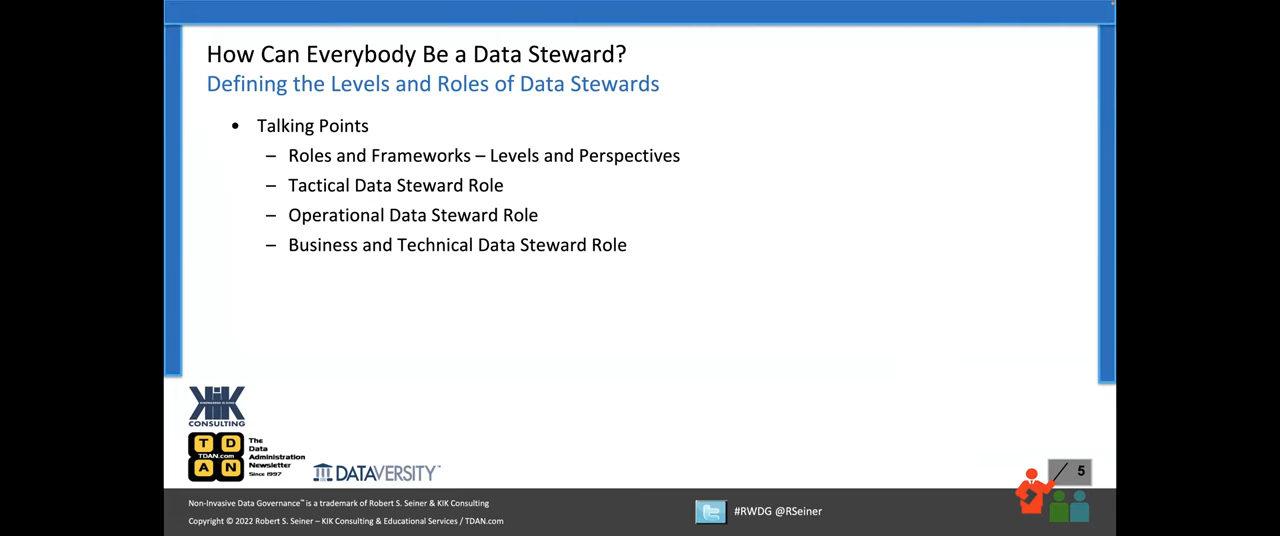 How Can Everybody Be a Data Steward?
Defining the Levels and Roles of Data Stewards
• Talking Points
– Roles and Frameworks – Levels and Perspectives
– Tactical Data Steward Role
– Operational Data Steward Role
– Business and Technical Data Steward Role
KIK
CONSULTING
T D
TDAN.com
A N
The
Data
Administration
Newsletter
Since 1997
DATAVERSITY™
5
Non-Invasive Data Governance™ is a trademark of Robert S. Seiner & KIK Consulting
Copyright © 2022 Robert S. Seiner – KIK Consulting & Educational Services / TDAN.com
#RWDG @RSeiner